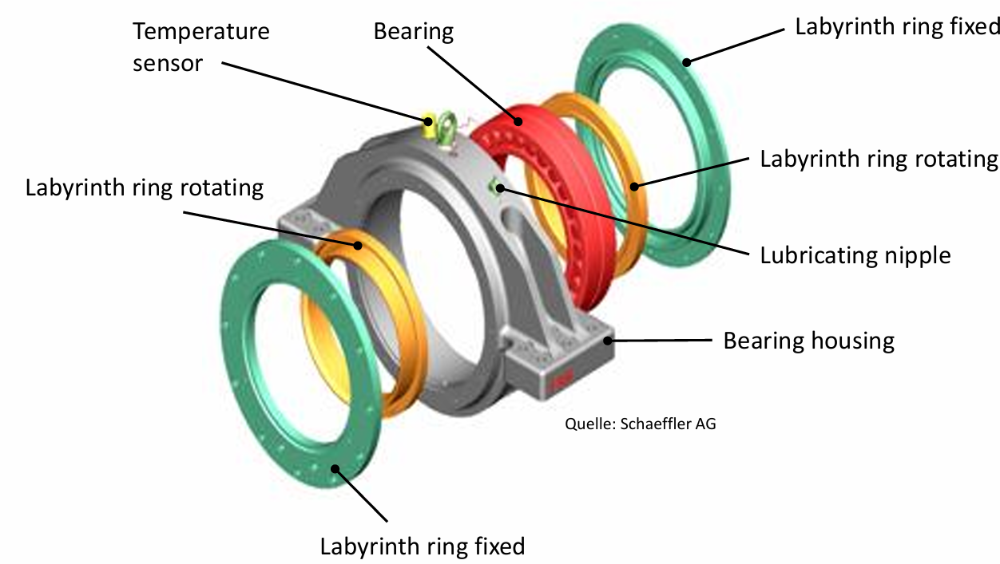 Temperature
sensor
Bearing
Labyrinth ring fixed
Labyrinth ring rotating
Labyrinth ring rotating
Lubricating nipple
Bearing housing
Quelle: Schaeffler AG
Labyrinth ring fixed